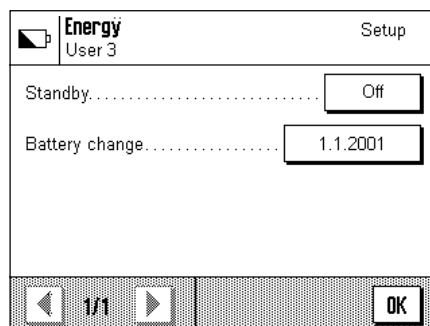 Energy
User 3
Setup
Standby............................ Off
Battery change................. 1.1.2001
1/1
OK